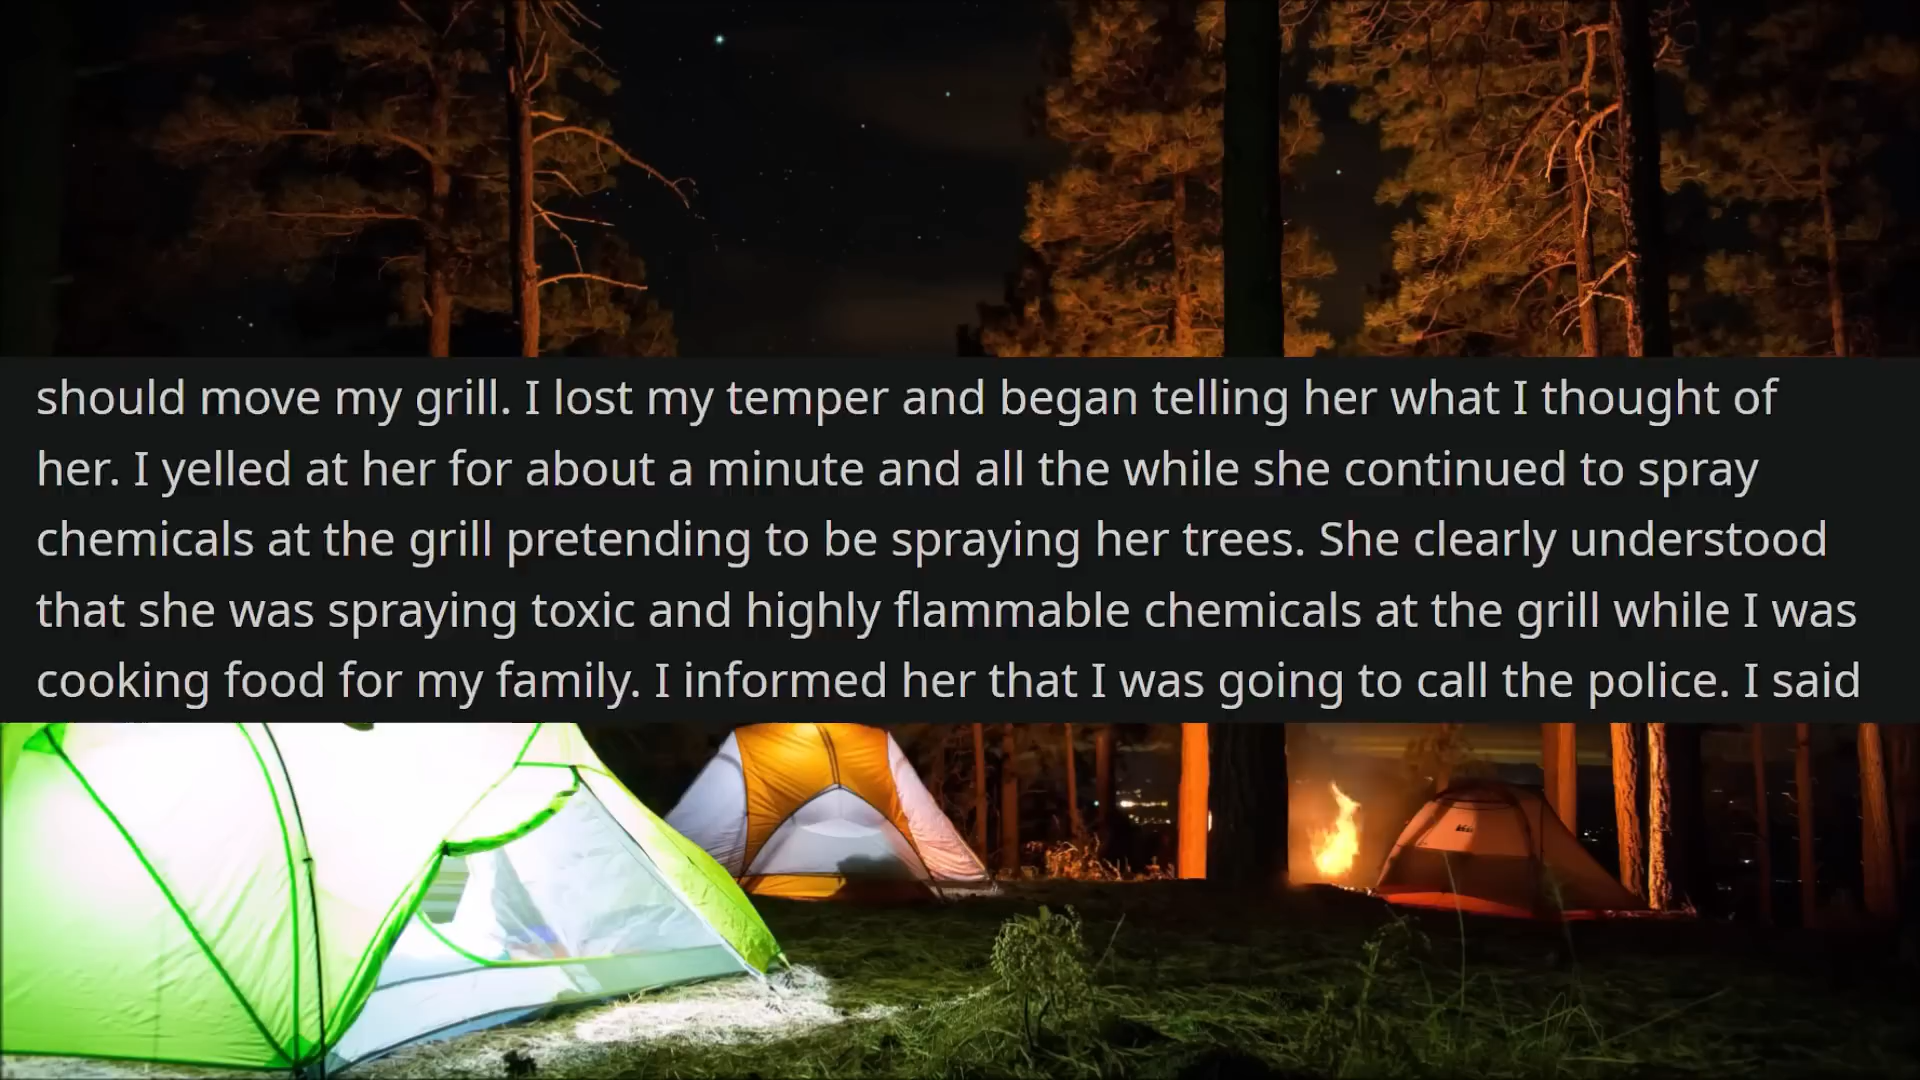 should move my grill. I lost my temper and began telling her what I thought of
her. I yelled at her for about a minute and all the while she continued to spray
chemicals at the grill pretending to be spraying her trees. She clearly understood
that she was spraying toxic and highly flammable chemicals at the grill while I was
cooking food for my family. I informed her that I was going to call the police. I said